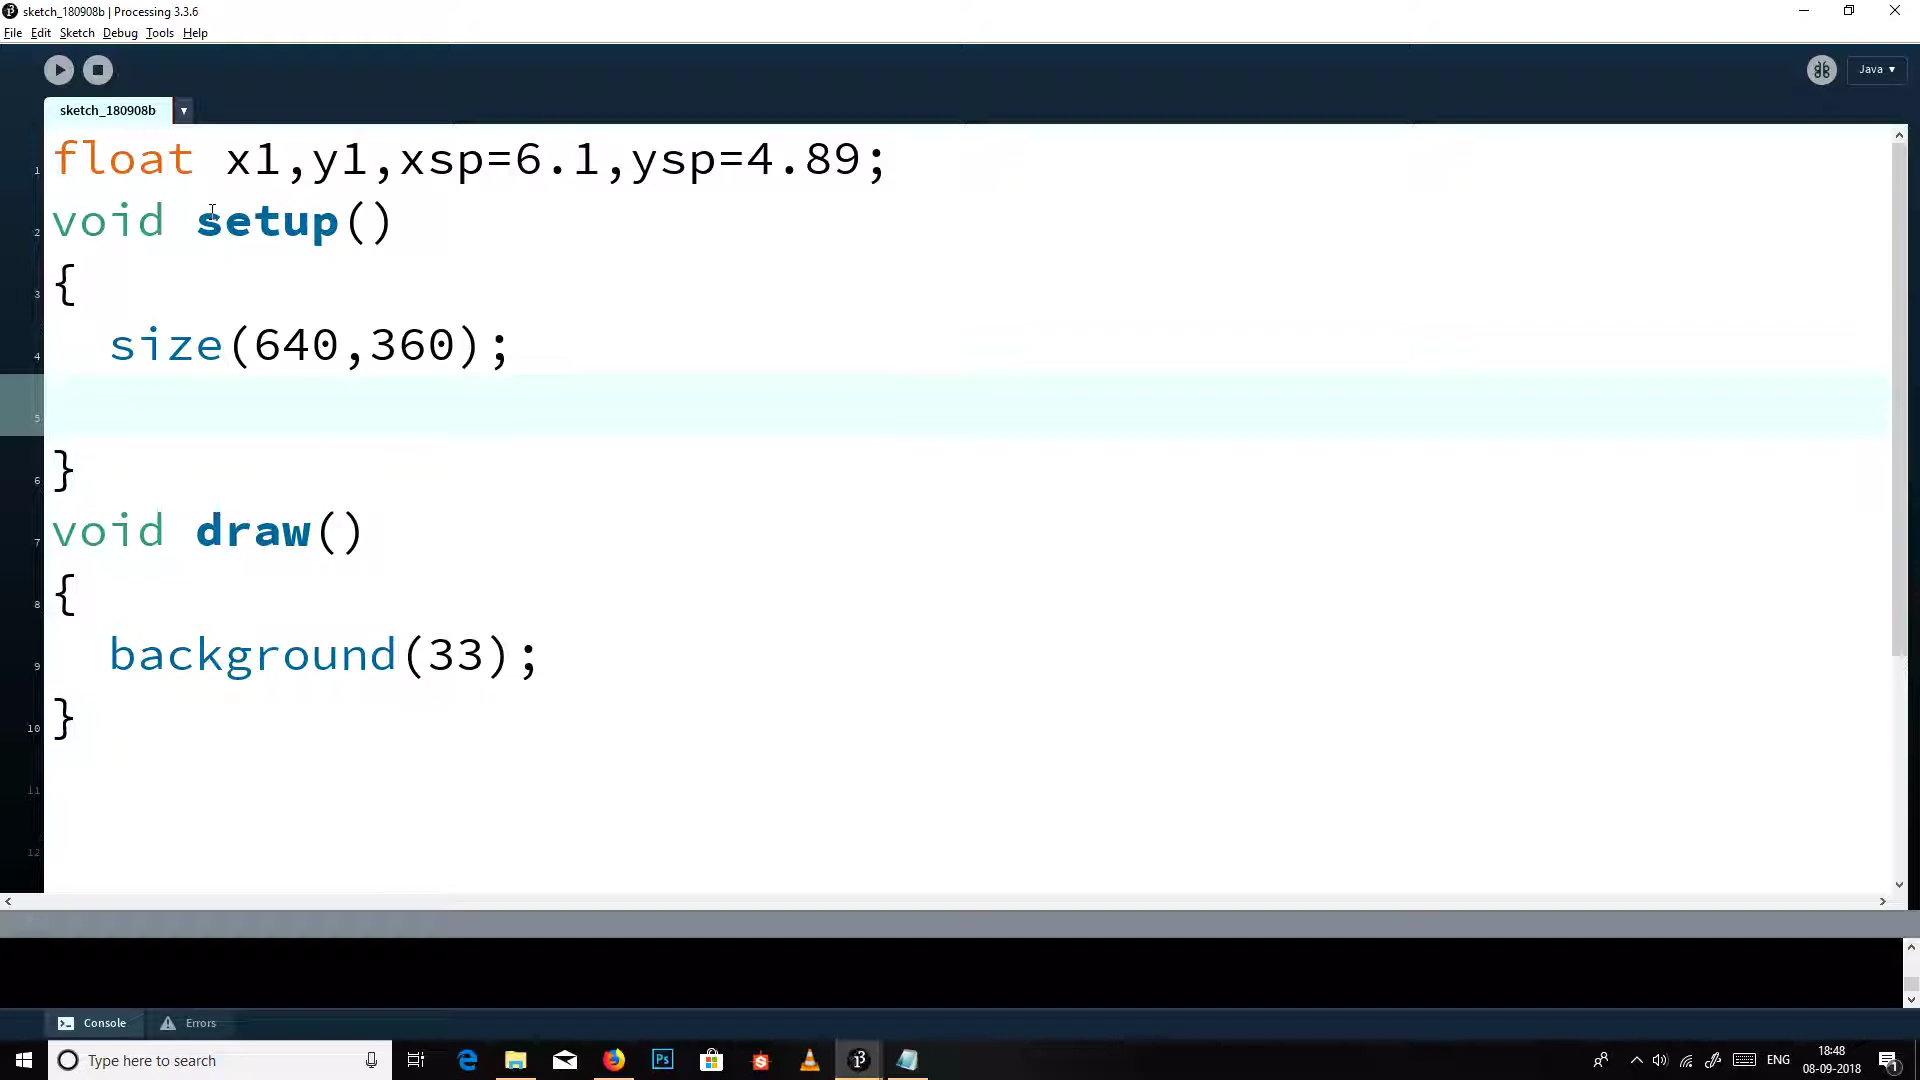 sketch_180908b | Processing 3.3.6
File Edit Sketch Debug Tools Help
Java ▾
sketch_180908b ▾
1 float x1,y1,xsp=6.1,ysp=4.89;
2 void setup()
3 {
4 size(640,360);
5
6 }
7 void draw()
8 {
9 background(33);
10 }
11
12
Console Errors
Type here to search
Ps
ENG
18:48
08-09-2018
1